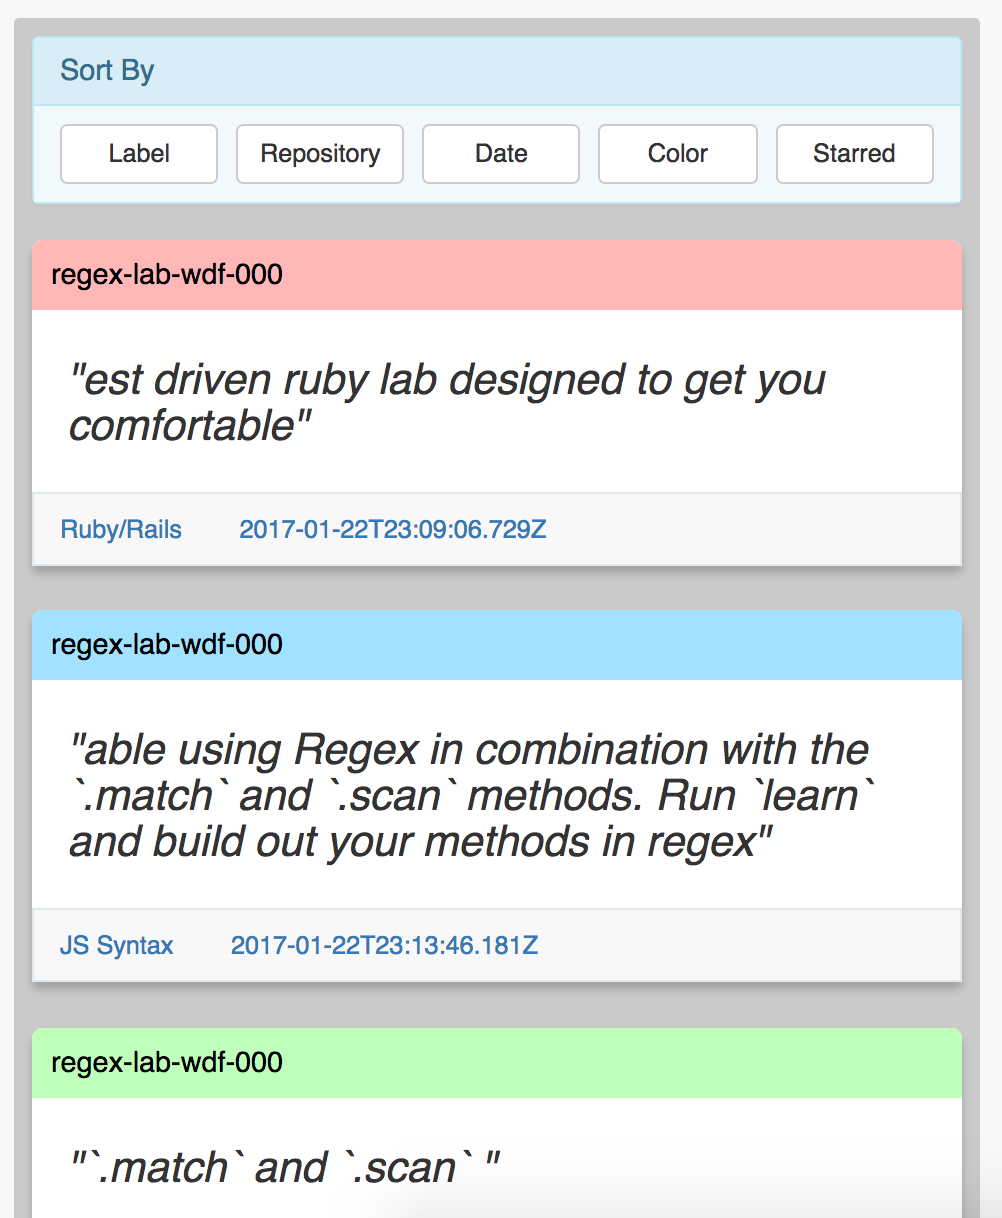 Sort By
Label Repository Date Color Starred
regex-lab-wdf-000
"est driven ruby lab designed to get you
comfortable"
Ruby/Rails 2017-01-22T23:09:06.729Z
regex-lab-wdf-000
"able using Regex in combination with the
`.match` and `.scan` methods. Run `learn`
and build out your methods in regex"
JS Syntax 2017-01-22T23:13:46.181Z
regex-lab-wdf-000
"`.match` and `.scan` "